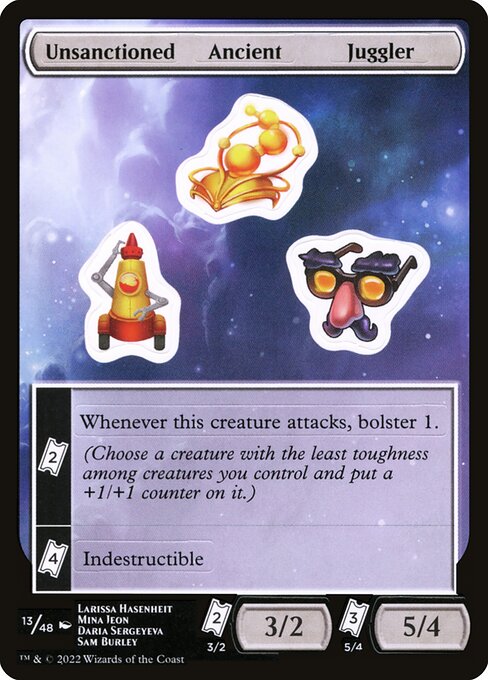 Unsanctioned Ancient Juggler
2
Whenever this creature attacks, bolster 1.
(Choose a creature with the least toughness
among creatures you control and put a
+1/+1 counter on it.)
4
Indestructible
13/48
Larissa Hasenheit
Mina Jeon
Daria Sergeyeva
Sam Burley
2
3/2
3/2
3
5/4
5/4
™ & © 2022 Wizards of the Coast